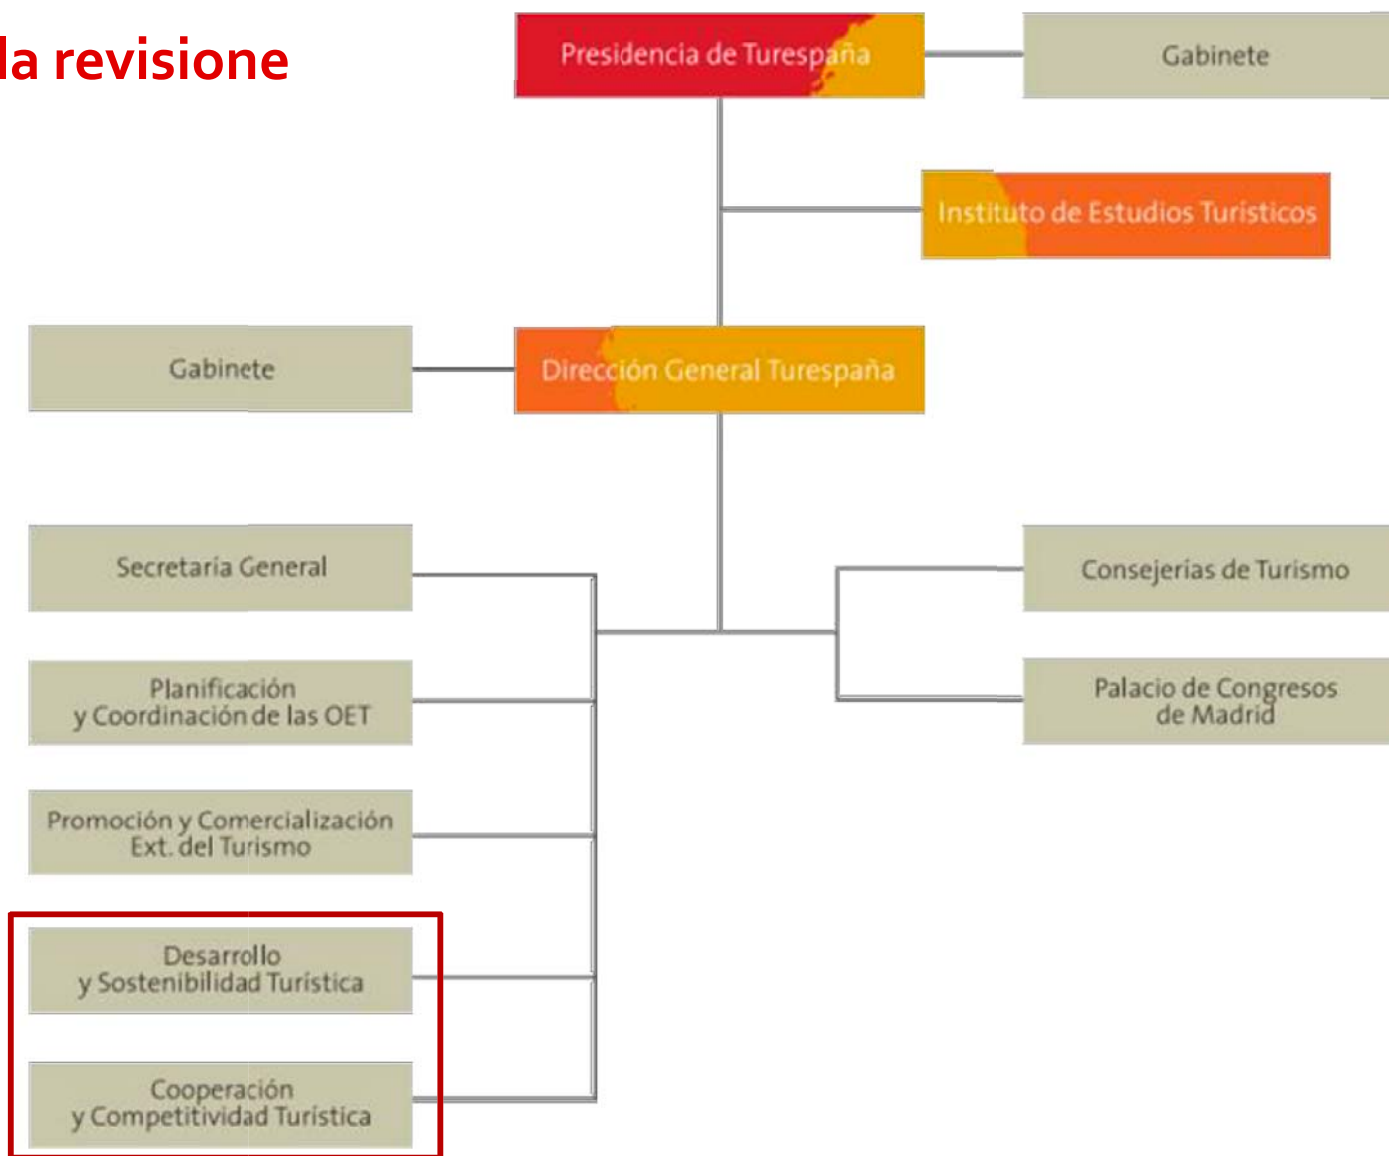 la revisione
Presidencia de Turespaña
Gabinete
Instituto de Estudios Turísticos
Gabinete
Dirección General Turespaña
Secretaría General
Consejerías de Turismo
Planificación
y Coordinación de las OET
Palacio de Congresos
de Madrid
Promoción y Comercialización
Ext. del Turismo
Desarrollo
y Sostenibilidad Turística
Cooperación
y Competitividad Turística